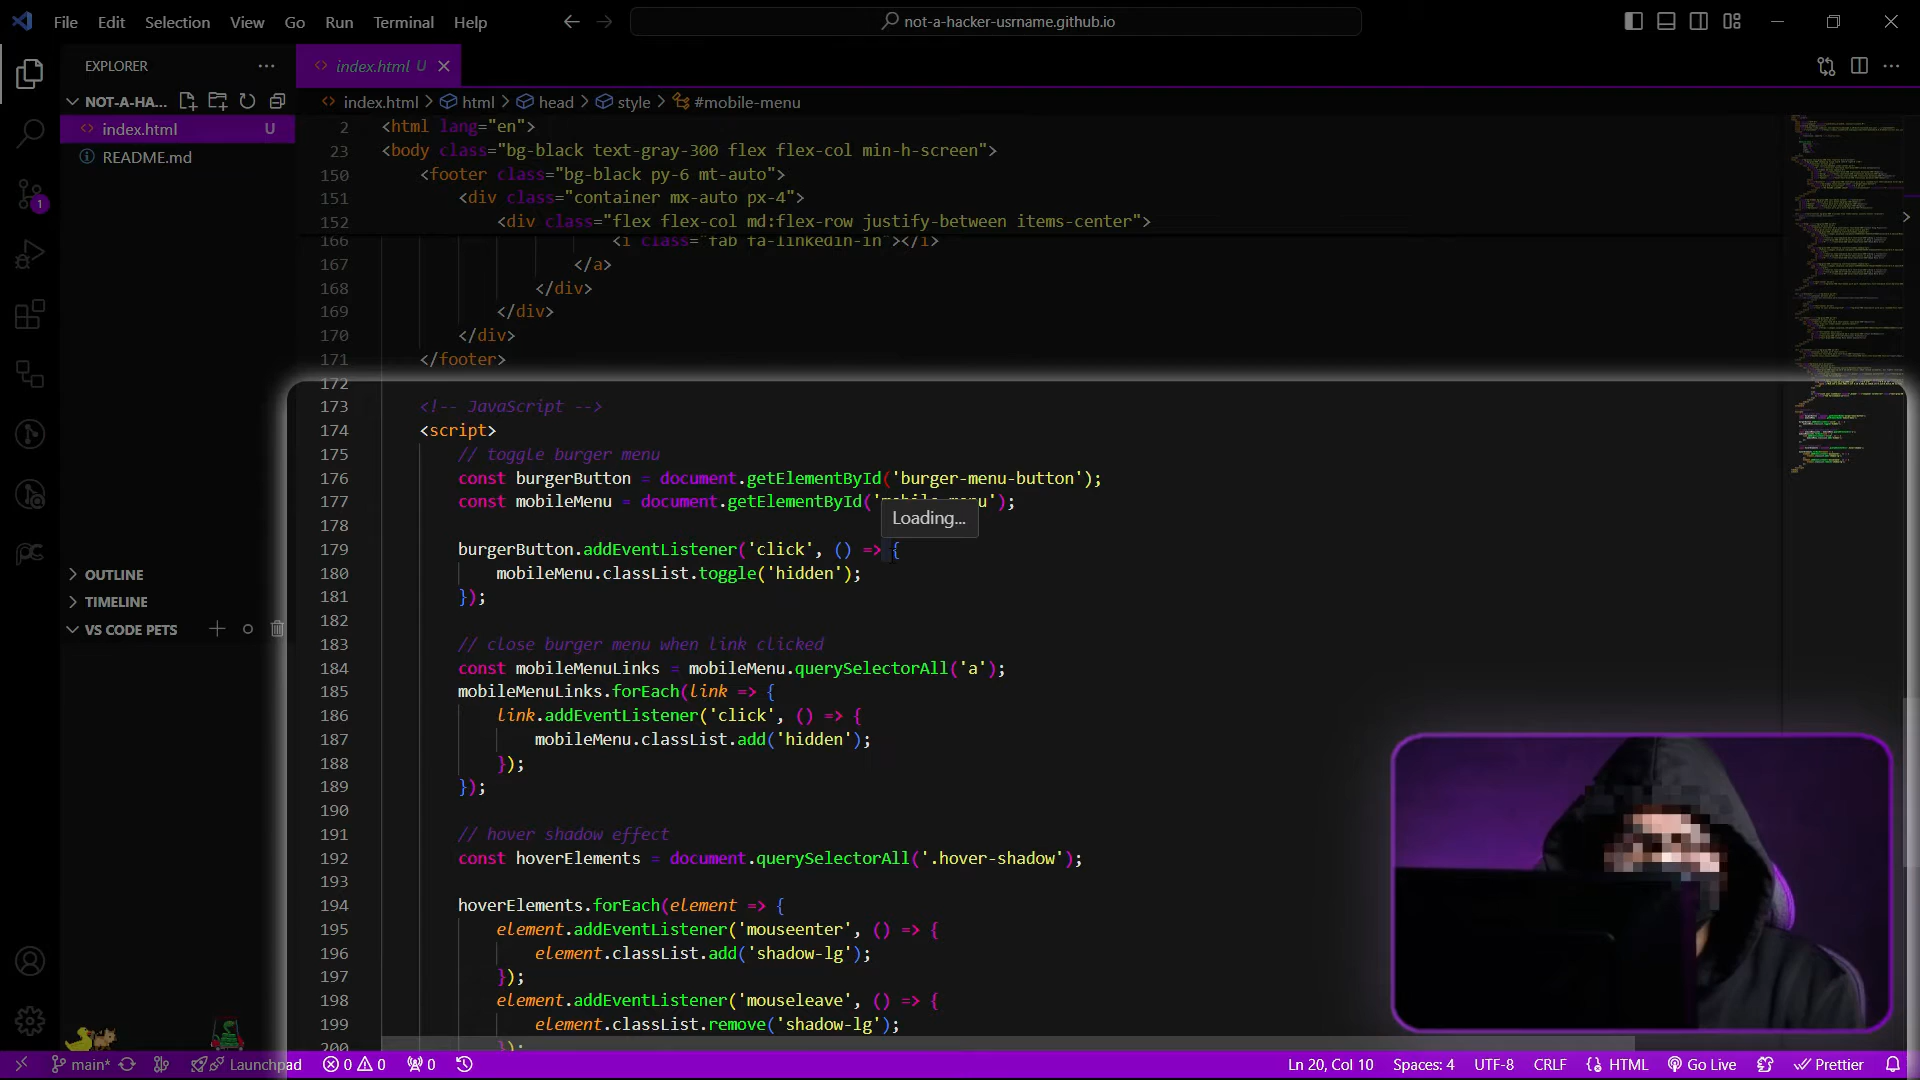 File Edit Selection View Go Run Terminal Help
not-a-hacker-usrname.github.io
EXPLORER
index.html U
NOT-A-HA...
index.html > html > head > style > #mobile-menu
index.html U
README.md
2 <html lang="en">
23 <body class="bg-black text-gray-300 flex flex-col min-h-screen">
150 <footer class="bg-black py-6 mt-auto">
151 <div class="container mx-auto px-4">
152 <div class="flex flex-col md:flex-row justify-between items-center">
166 <i class="fab fa-linkedin-in"></i>
167 </a>
168 </div>
169 </div>
170 </div>
171 </footer>
172
173 <!-- JavaScript -->
174 <script>
175 // toggle burger menu
176 const burgerButton = document.getElementById('burger-menu-button');
177 const mobileMenu = document.getElementById('mobile-menu');
Loading...
178
179 burgerButton.addEventListener('click', () => {
180 mobileMenu.classList.toggle('hidden');
181 });
182
183 // close burger menu when link clicked
184 const mobileMenuLinks = mobileMenu.querySelectorAll('a');
185 mobileMenuLinks.forEach(link => {
186 link.addEventListener('click', () => {
187 mobileMenu.classList.add('hidden');
188 });
189 });
190
191 // hover shadow effect
192 const hoverElements = document.querySelectorAll('.hover-shadow');
193
194 hoverElements.forEach(element => {
195 element.addEventListener('mouseenter', () => {
196 element.classList.add('shadow-lg');
197 });
198 element.addEventListener('mouseleave', () => {
199 element.classList.remove('shadow-lg');
200 });
OUTLINE
TIMELINE
VS CODE PETS
1
main* Launchpad 0 0 0
Ln 20, Col 10 Spaces: 4 UTF-8 CRLF HTML Go Live Prettier